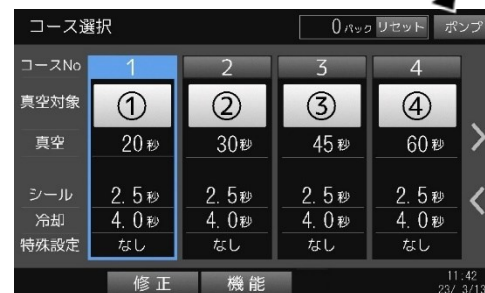 コース選択 0パック リセット ポンプ
コースNo 1 2 3 4
真空対象 ① ② ③ ④
真空 20秒 30秒 45秒 60秒
シール 2.5秒 2.5秒 2.5秒 2.5秒
冷却 4.0秒 4.0秒 4.0秒 4.0秒
特殊設定 なし なし なし なし
修正 機能 11:42
23/ 3/13